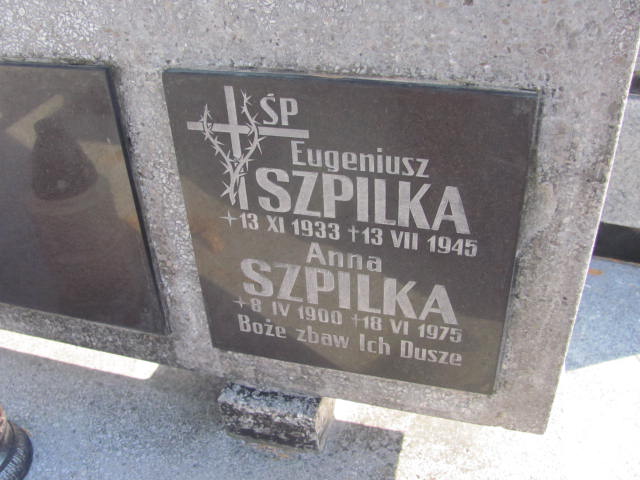 ŚP
Eugeniusz
SZPILKA
+13 XI 1933 +13 VII 1945
Anna
SZPILKA
+8 IV 1900 +18 VI 1975
Boże zbaw Ich Dusze